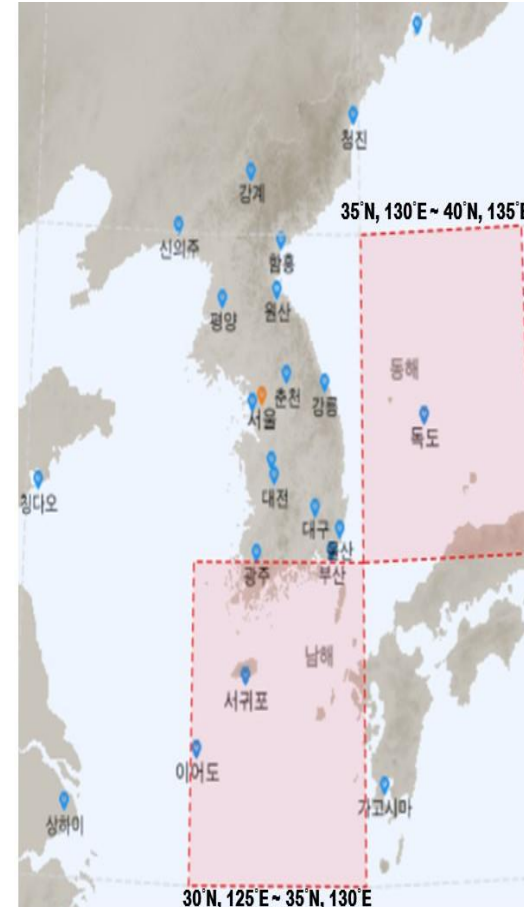 청진
강계
35°N, 130°E ~ 40°N, 135°E
신의주
함흥
원산
평양
동해
춘천
강릉
서울
독도
대전
칭다오
대구
울산
광주
부산
남해
서귀포
이어도
가고시마
상하이
30°N, 125°E ~ 35°N, 130°E